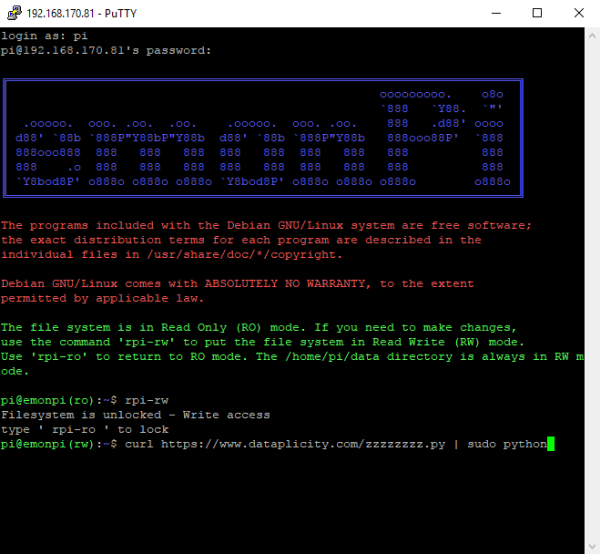 192.168.170.81 - PuTTY
login as: pi
pi@192.168.170.81's password:
                                                  ooooooooo.    o8o
                                                  `888   `Y88.  `"'
 .ooooo.  ooo. .oo.  .oo.    .ooooo.  ooo. .oo.    888   .d88' oooo
d88' `88b `888P"Y88bP"Y88b  d88' `88b `888P"Y88b   888ooo88P'  `888
888ooo888  888   888   888  888   888  888   888   888          888
888    .o  888   888   888  888   888  888   888   888          888
`Y8bod8P' o888o o888o o888o `Y8bod8P' o888o o888o o888o        o888o
The programs included with the Debian GNU/Linux system are free software;
the exact distribution terms for each program are described in the
individual files in /usr/share/doc/*/copyright.
Debian GNU/Linux comes with ABSOLUTELY NO WARRANTY, to the extent
permitted by applicable law.
The file system is in Read Only (RO) mode. If you need to make changes,
use the command 'rpi-rw' to put the file system in Read Write (RW) mode.
Use 'rpi-ro' to return to RO mode. The /home/pi/data directory is always in RW m
ode.
pi@emonpi(ro):~$ rpi-rw
Filesystem is unlocked - Write access
type ' rpi-ro ' to lock
pi@emonpi(rw):~$ curl https://www.dataplicity.com/zzzzzzzz.py | sudo python